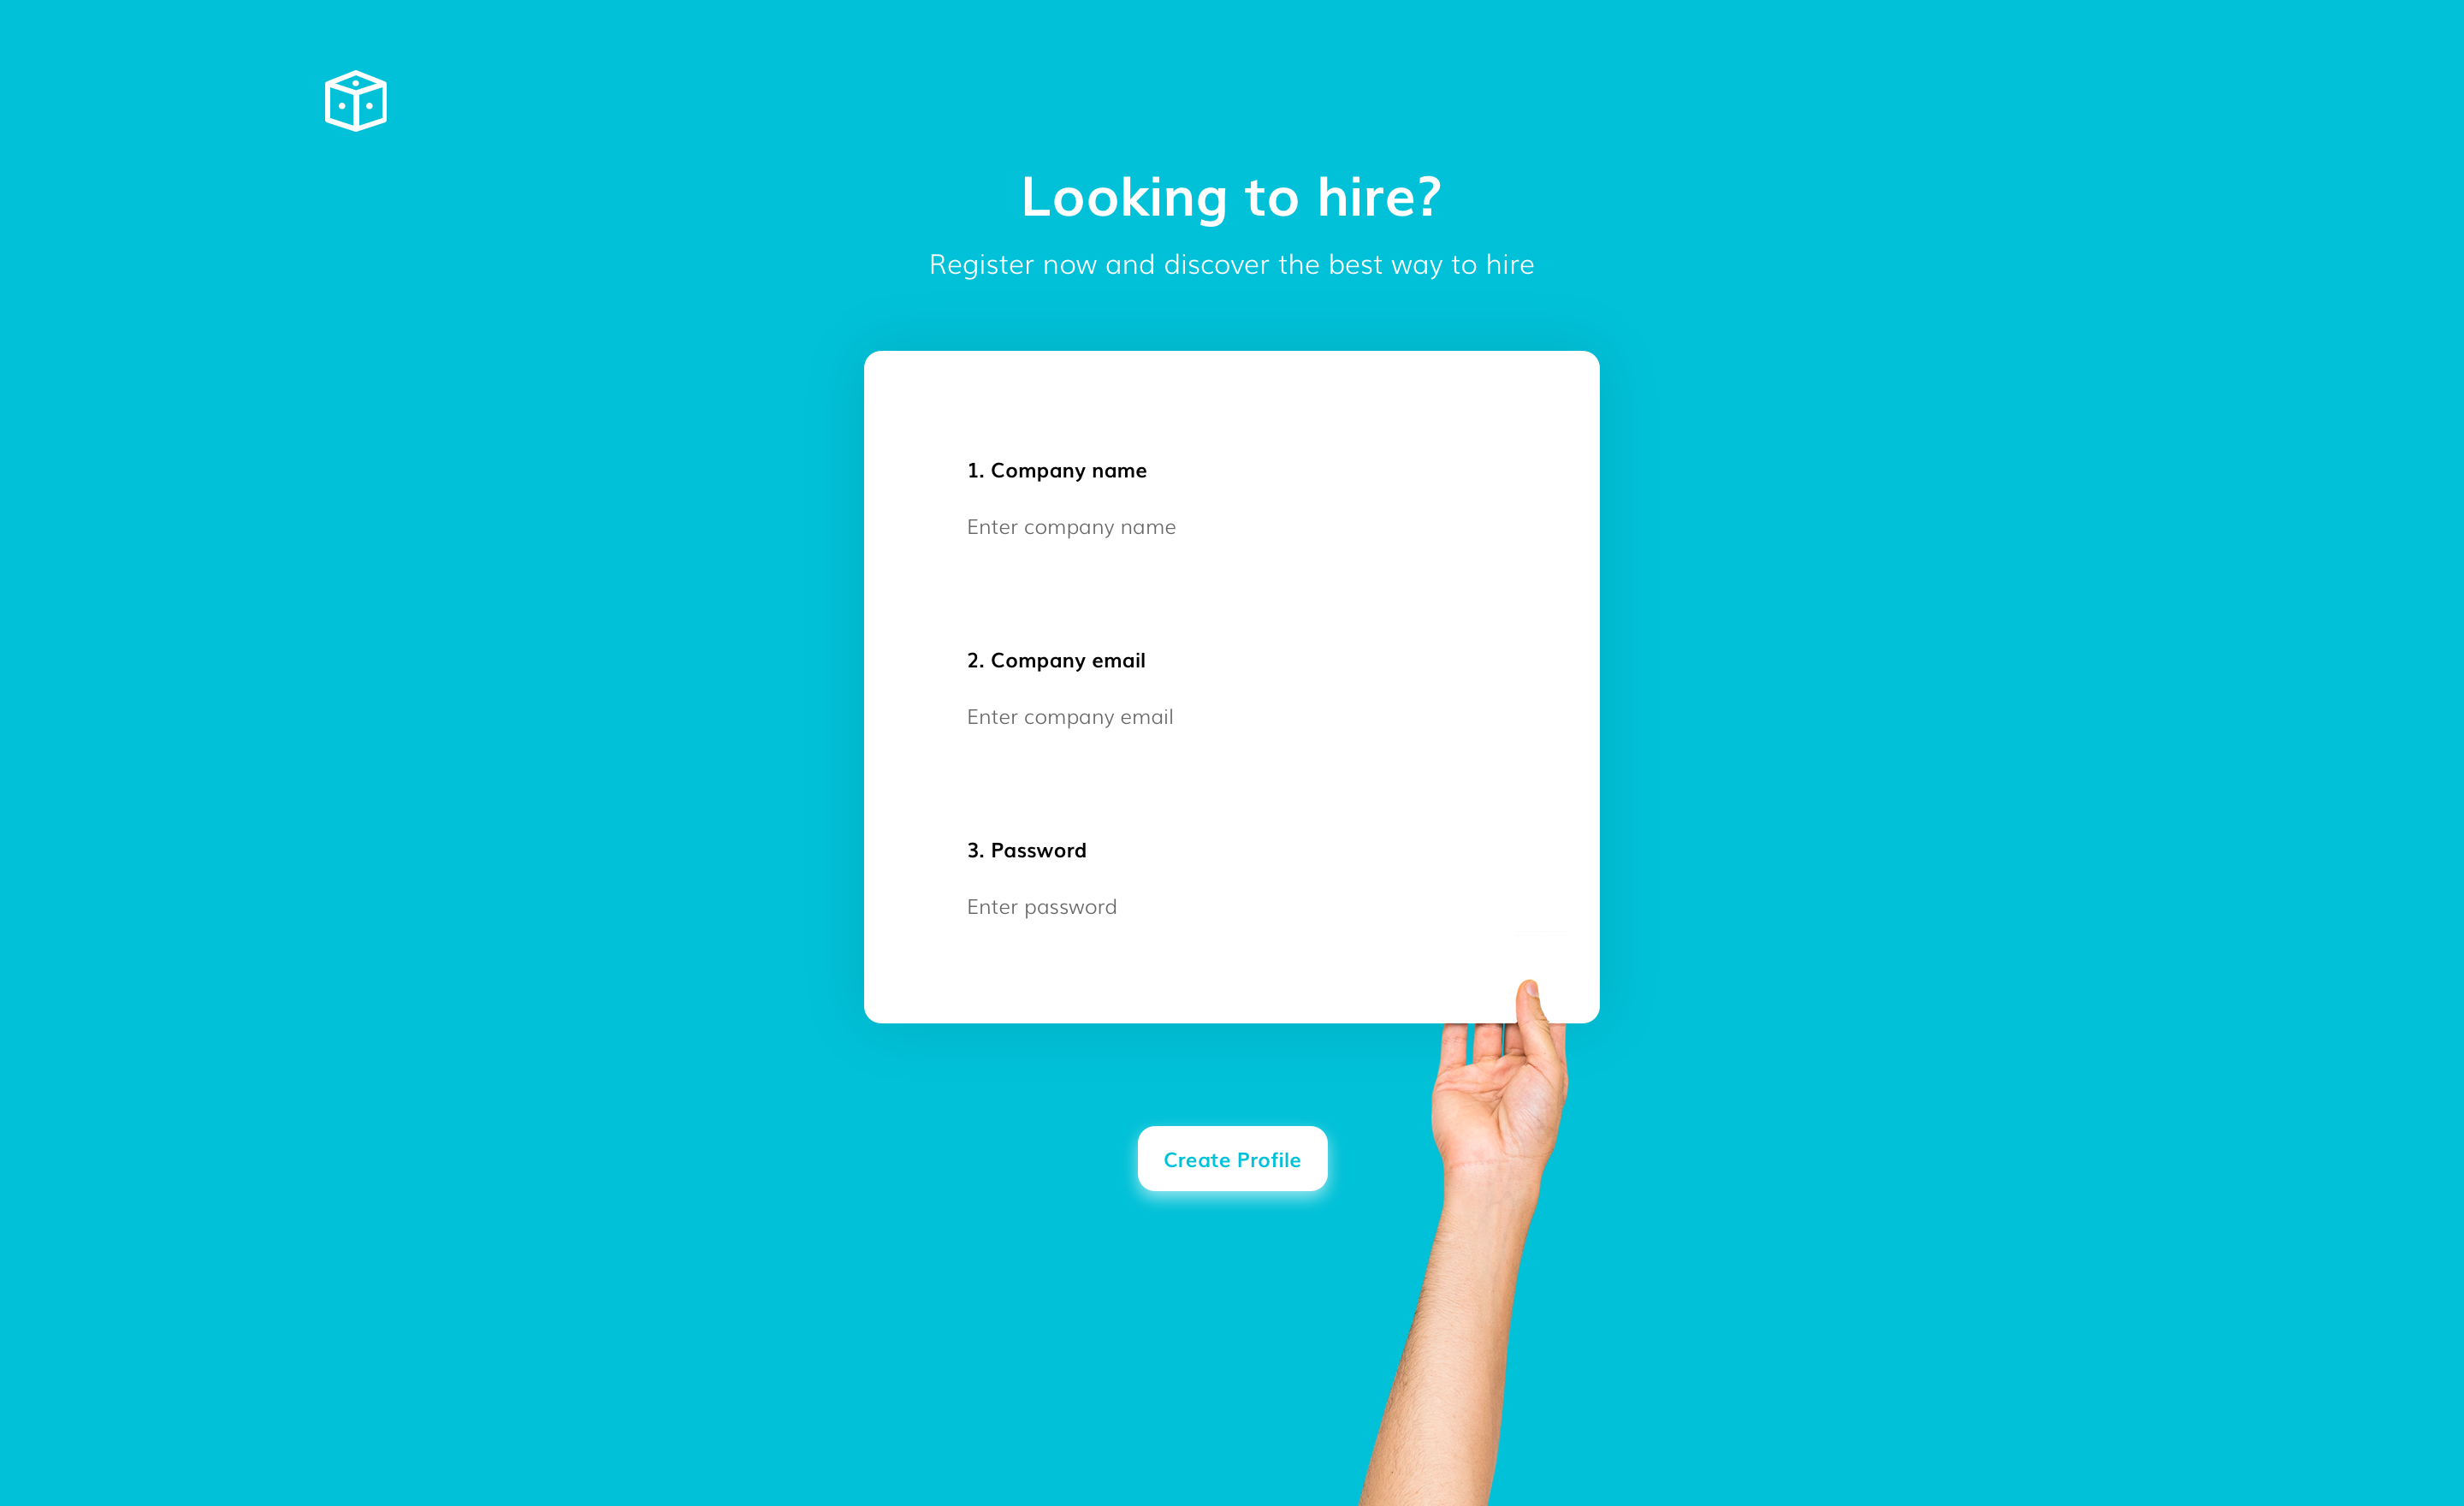 Looking to hire?
Register now and discover the best way to hire
1. Company name
Enter company name
2. Company email
Enter company email
3. Password
Enter password
Create Profile